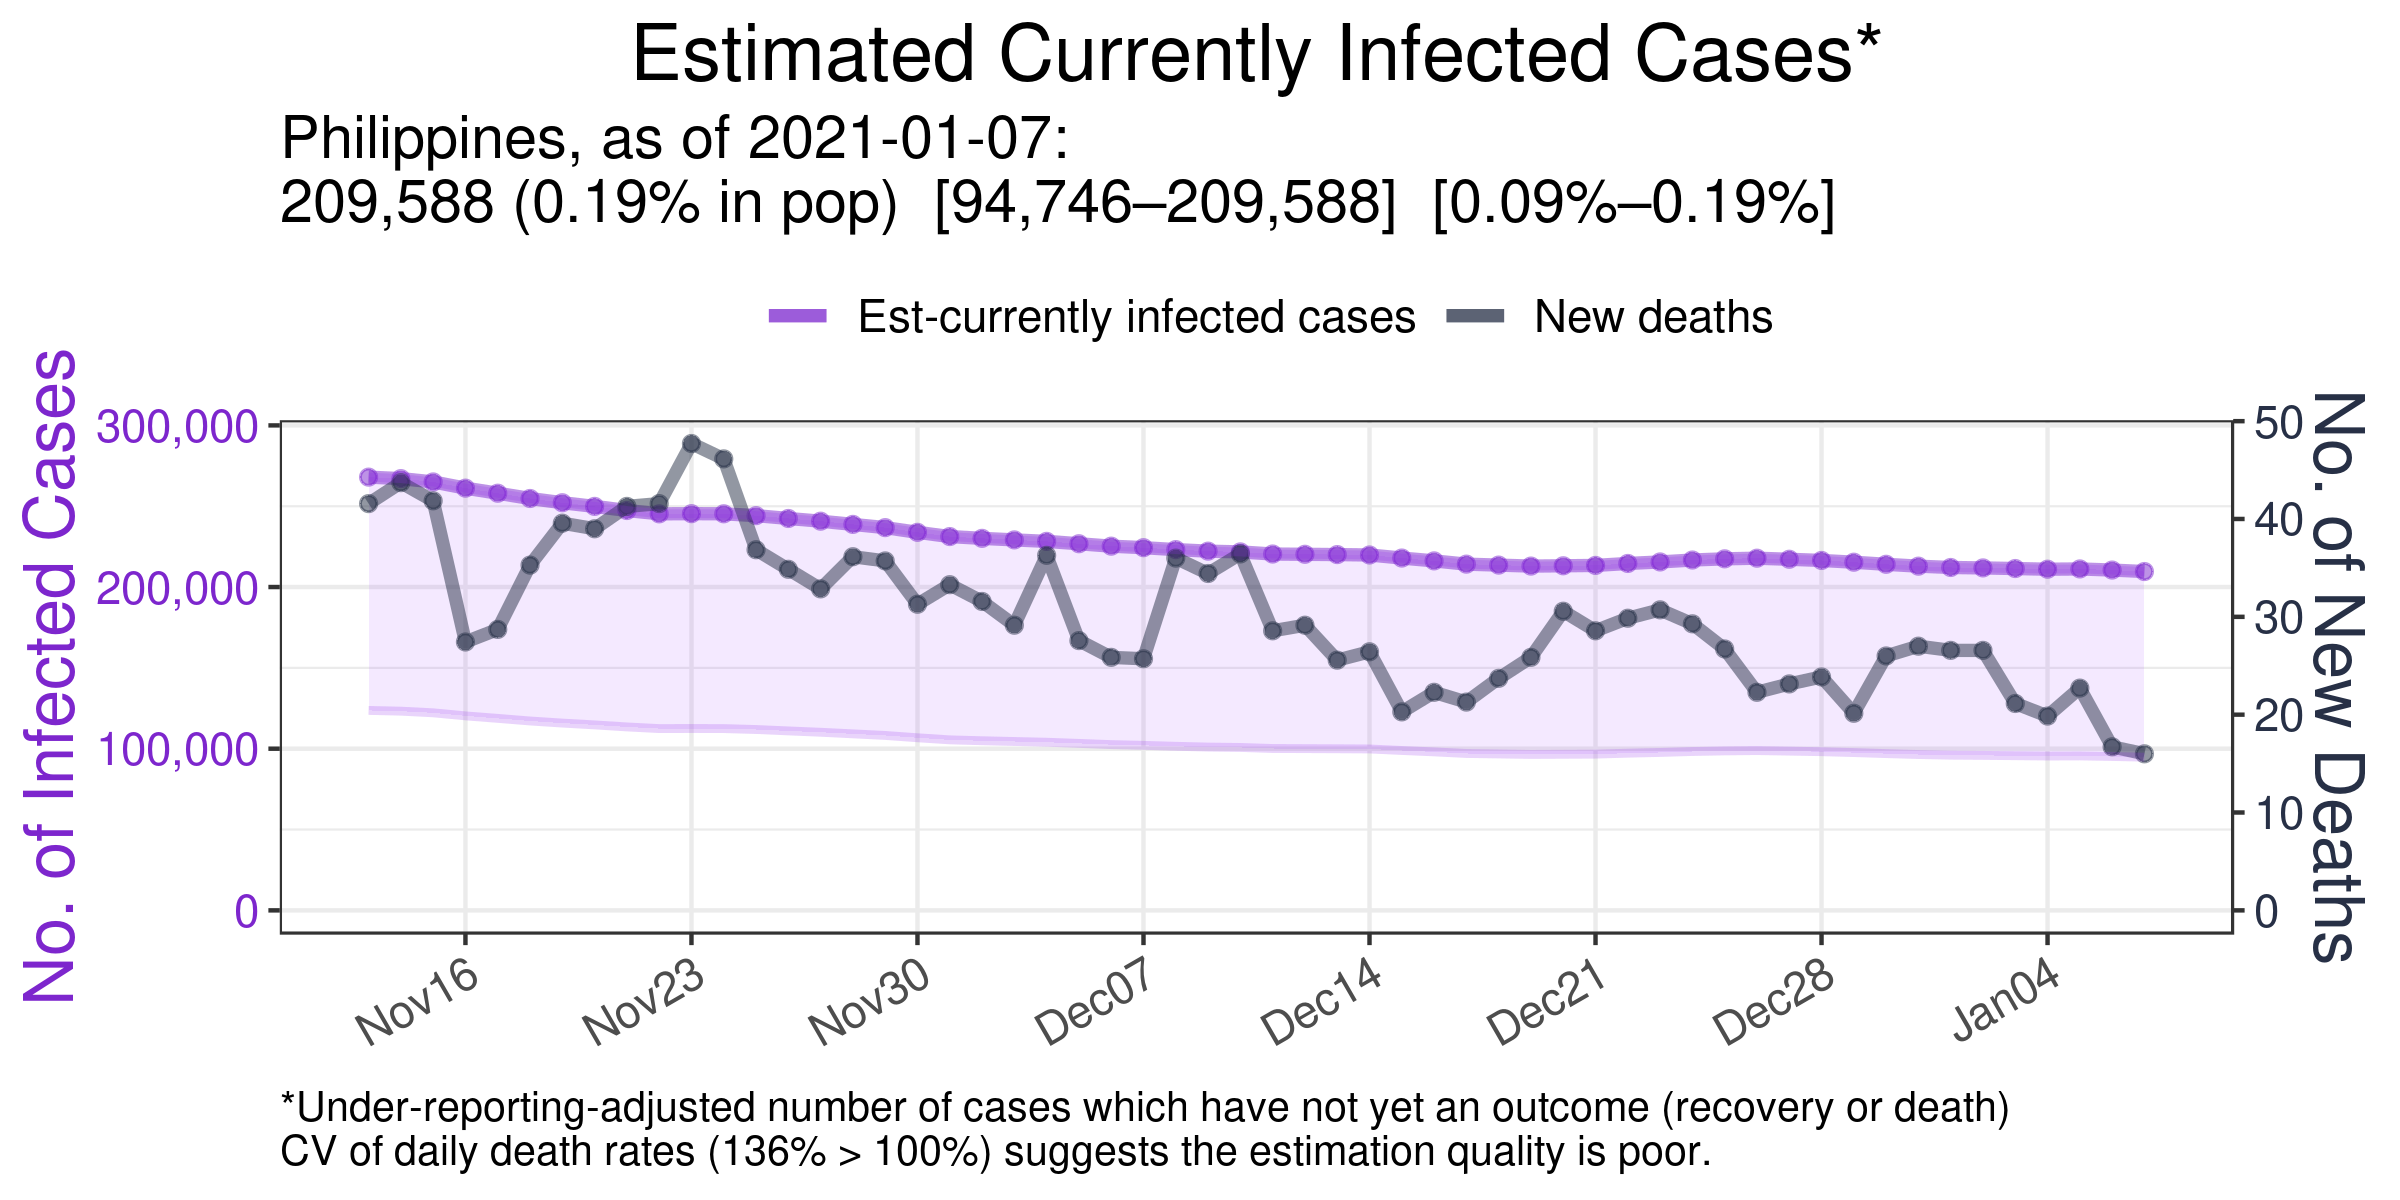 Estimated Currently Infected Cases*
Philippines, as of 2021-01-07:
209,588 (0.19% in pop)  [94,746–209,588]  [0.09%–0.19%]
Est-currently infected cases
New deaths
No. of Infected Cases
300,000
200,000
100,000
0
50
40
30
20
10
0
No. of New Deaths
Nov16
Nov23
Nov30
Dec07
Dec14
Dec21
Dec28
Jan04
*Under-reporting-adjusted number of cases which have not yet an outcome (recovery or death)
CV of daily death rates (136% > 100%) suggests the estimation quality is poor.